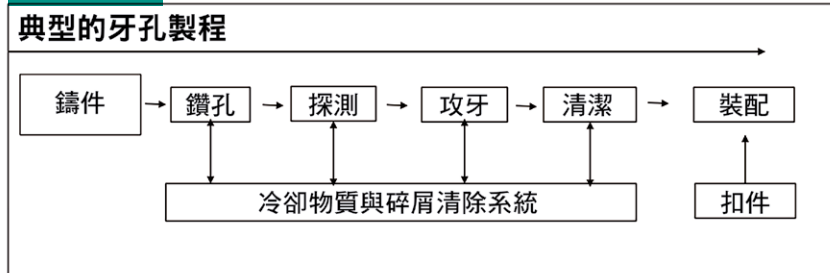 典型的牙孔製程
鑄件
鑽孔
探測
攻牙
清潔
裝配
冷卻物質與碎屑清除系統
扣件